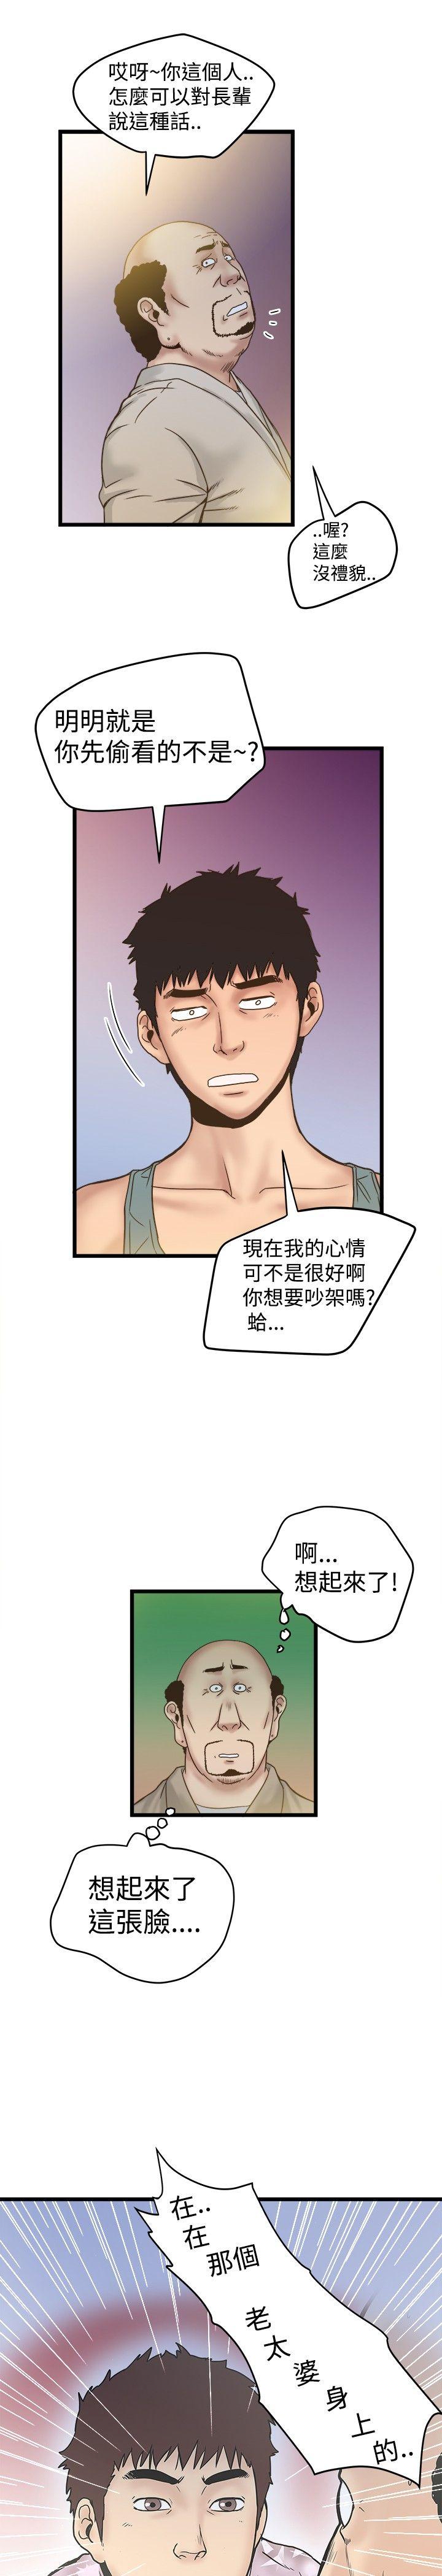 哎呀~你這個人..
怎麼可以對長輩
說這種話..
..喔?
這麼
沒禮貌..
明明就是
你先偷看的不是~?
現在我的心情
可不是很好啊
你想要吵架嗎?
蛤...
啊...
想起來了!
想起來了
這張臉....
在..
在
那個
老太婆身上的..